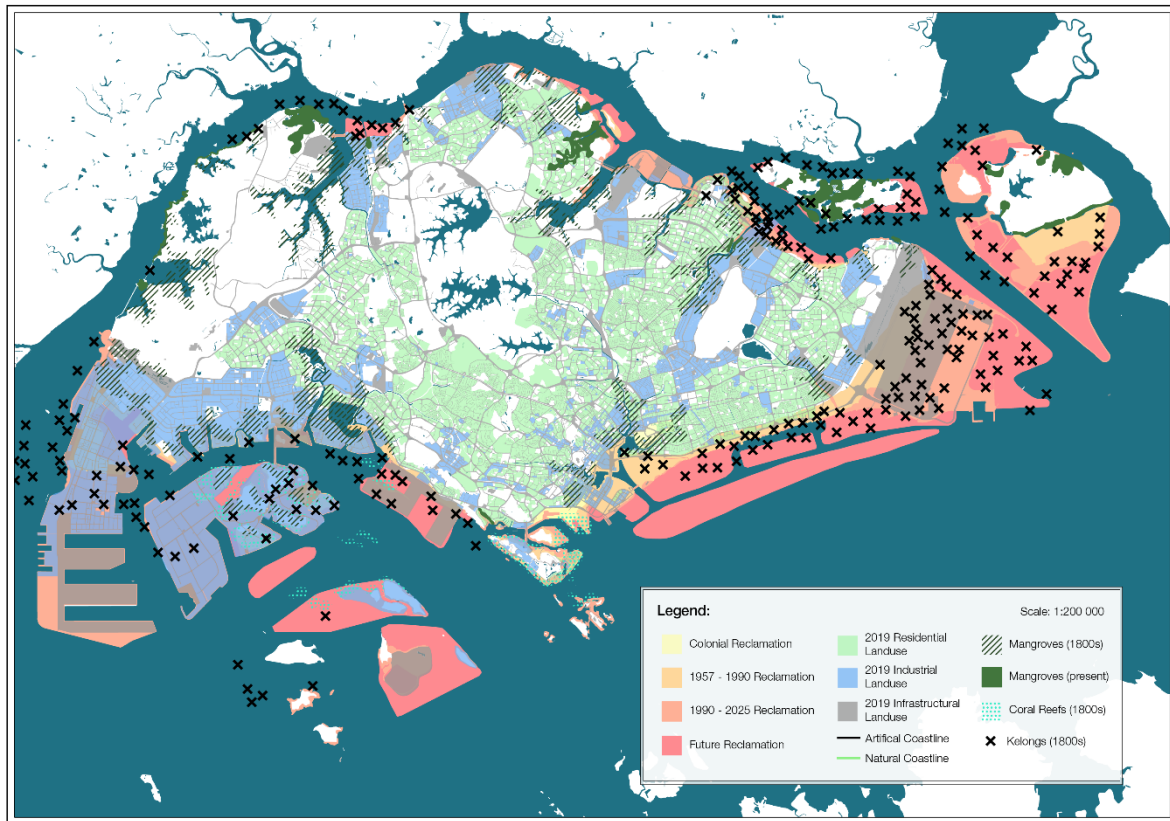 Legend:
Scale: 1:200 000
Colonial Reclamation
1957 - 1990 Reclamation
1990 - 2025 Reclamation
Future Reclamation
2019 Residential
Landuse
2019 Industrial
Landuse
2019 Infrastructural
Landuse
Artifical Coastline
Natural Coastline
Mangroves (1800s)
Mangroves (present)
Coral Reefs (1800s)
Kelongs (1800s)